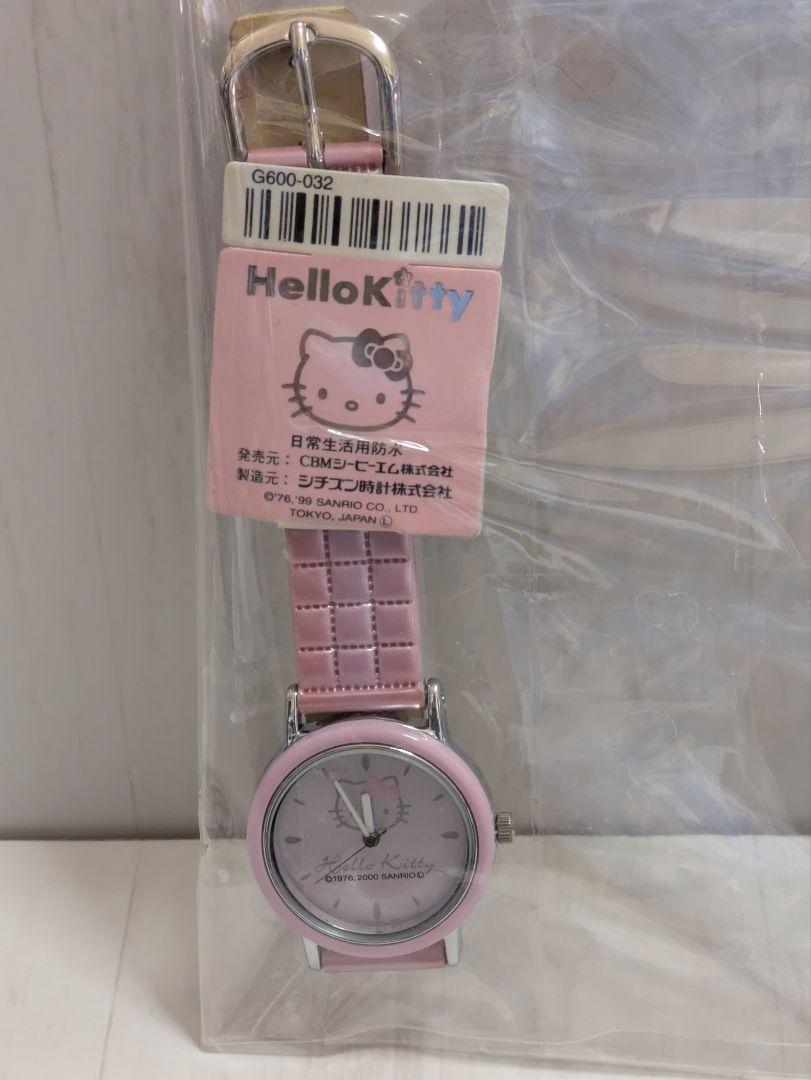 G600-032
HelloKitty
日常生活用防水
発売元： CBMシービーエム株式会社
製造元： シチズン時計株式会社
©'76,'99 SANRIO CO., LTD.
TOKYO, JAPAN Ⓛ
Hello Kitty
©1976, 2000 SANRIO Ⓛ